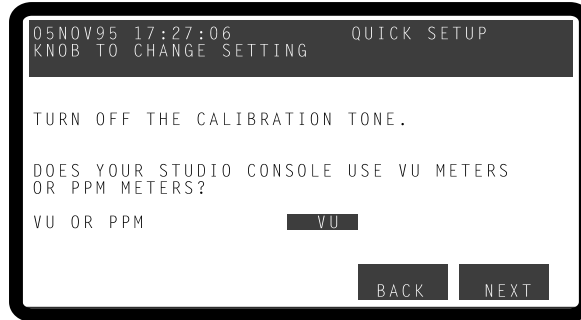 05NOV95 17:27:06 QUICK SETUP
KNOB TO CHANGE SETTING
TURN OFF THE CALIBRATION TONE.
DOES YOUR STUDIO CONSOLE USE VU METERS
OR PPM METERS?
VU OR PPM VU
BACK NEXT